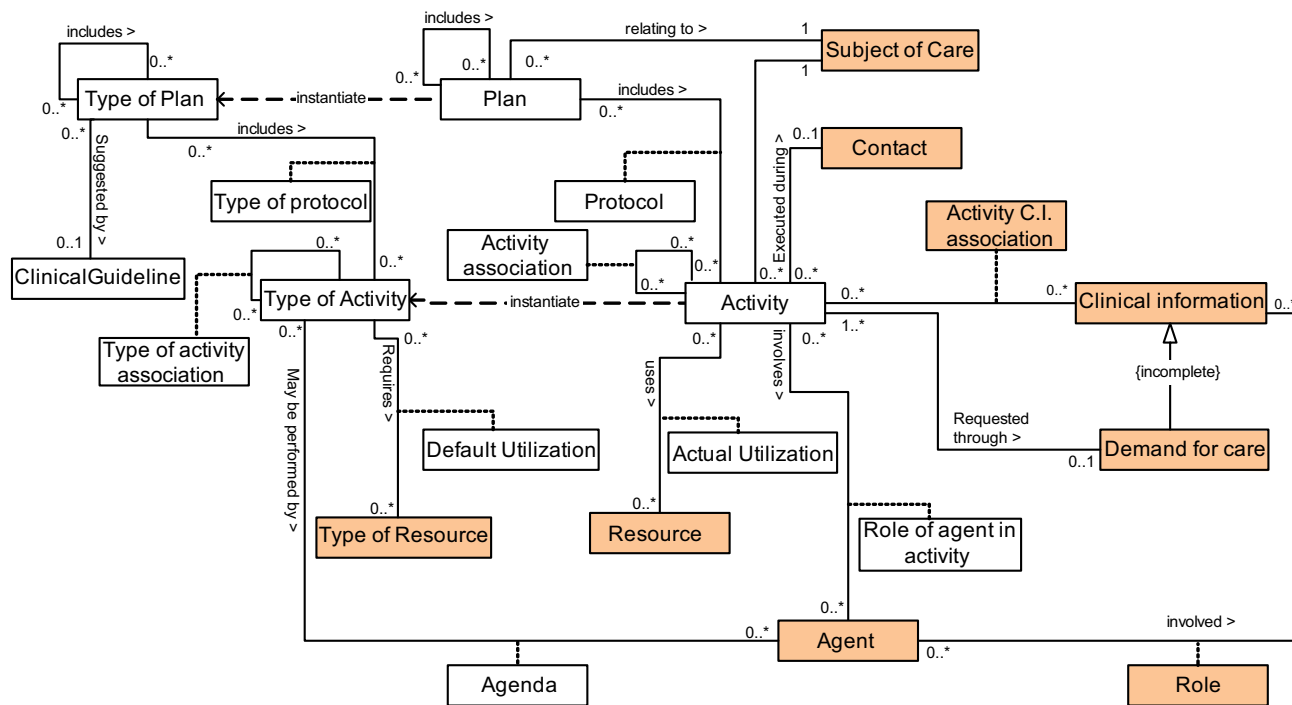 includes >
0..*
0..*
Type of Plan
0..*
includes >
0..*
0..*
0..*
Plan
instantiate
relating to >
1
Subject of Care
1
includes >
0..*
includes >
0..*
Suggested by >
0..1
ClinicalGuideline
Type of protocol
Protocol
Executed during >
0..1
Contact
Activity C.I.
association
0..*
0..*
0..*
Type of Activity
0..*
0..*
Activity
association
0..*
0..*
0..*
instantiate
0..*
0..*
Activity
0..*
0..*
Clinical information
0..*
1..*
0..*
0..*
Type of activity
association
May be performed by >
Requires >
uses >
involves >
{incomplete}
Default Utilization
Actual Utilization
Requested
through >
0..1
Demand for care
0..*
Type of Resource
0..*
Resource
Role of agent in
activity
0..*
0..*
Agent
0..*
involved >
Agenda
Role